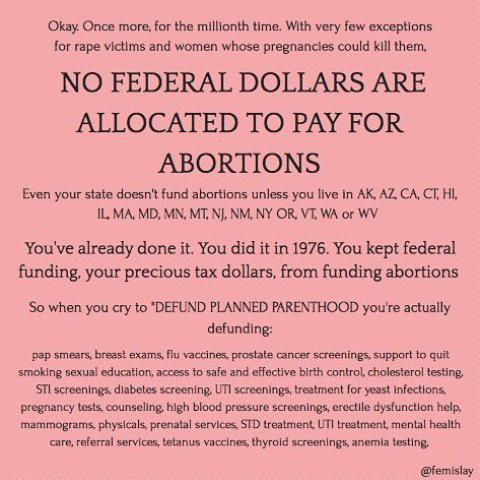 Okay. Once more, for the millionth time. With very few exceptions
for rape victims and women whose pregnancies could kill them,
NO FEDERAL DOLLARS ARE
ALLOCATED TO PAY FOR
ABORTIONS
Even your state doesn't fund abortions unless you live in AK, AZ, CA, CT, HI,
IL, MA, MD, MN, MT, NJ, NM, NY OR, VT, WA or WV
You've already done it. You did it in 1976. You kept federal
funding, your precious tax dollars, from funding abortions
So when you cry to "DEFUND PLANNED PARENTHOOD you're actually
defunding:
pap smears, breast exams, flu vaccines, prostate cancer screenings, support to quit
smoking sexual education, access to safe and effective birth control, cholesterol testing,
STI screenings, diabetes screening, UTI screenings, treatment for yeast infections,
pregnancy tests, counseling, high blood pressure screenings, erectile dysfunction help,
mammograms, physicals, prenatal services, STD treatment, UTI treatment, mental health
care, referral services, tetanus vaccines, thyroid screenings, anemia testing,
@femislay